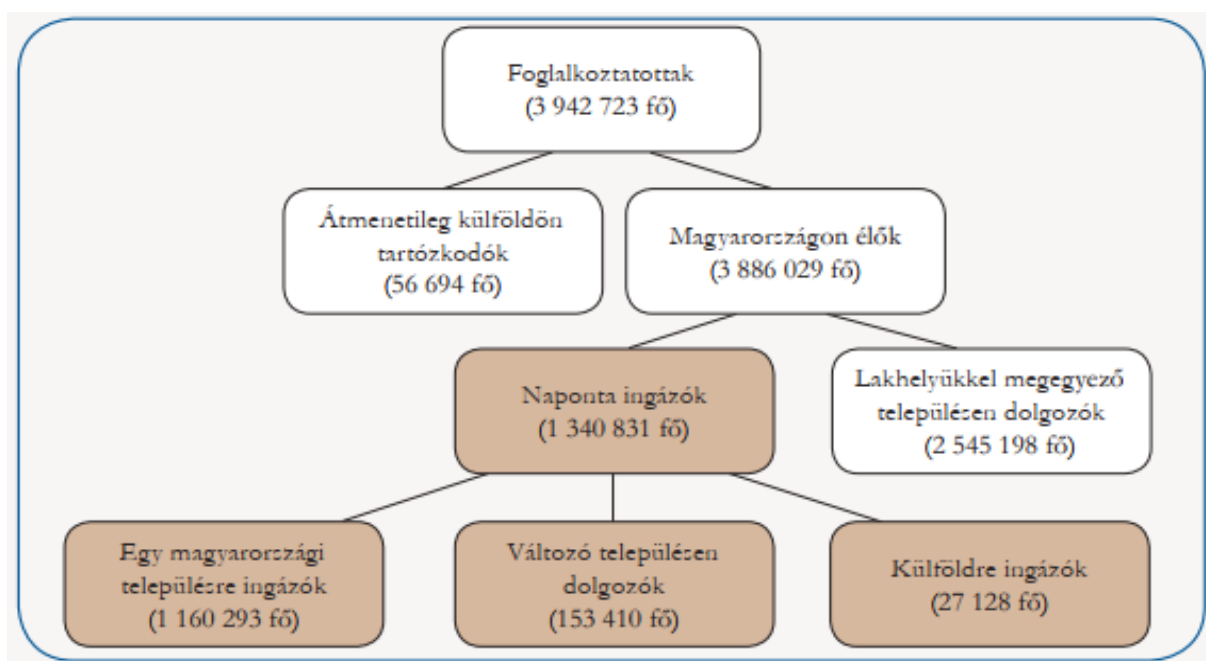 Foglalkoztatottak
(3 942 723 fő)
Átmenetileg külföldön
tartózkodók
(56 694 fő)
Magyarországon élők
(3 886 029 fő)
Naponta ingázók
(1 340 831 fő)
Lakhelyükkel megegyező
településen dolgozók
(2 545 198 fő)
Egy magyarországi
településre ingázók
(1 160 293 fő)
Változó településen
dolgozók
(153 410 fő)
Külföldre ingázók
(27 128 fő)